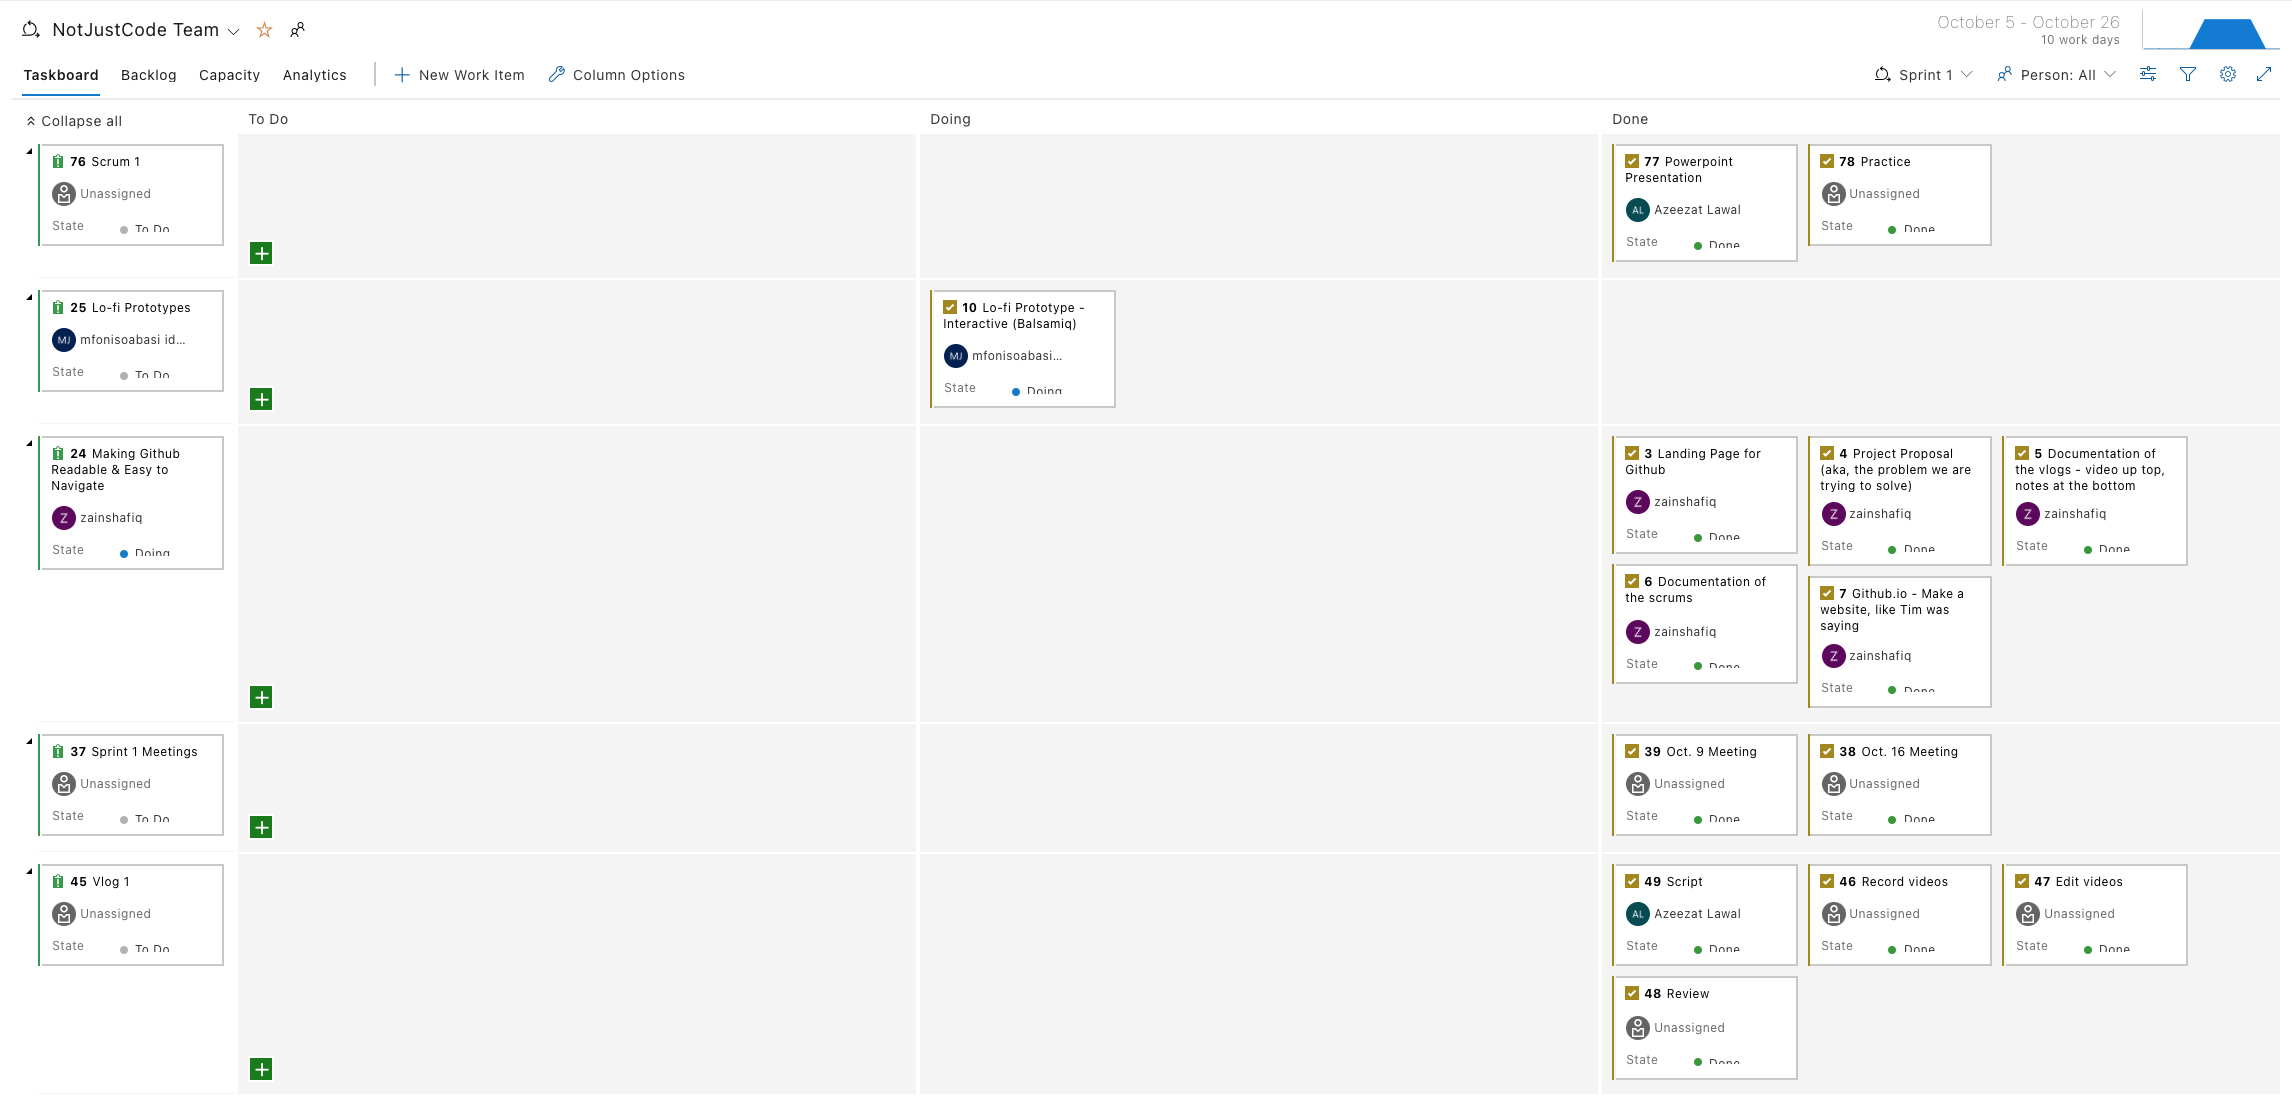 NotJustCode Team
October 5 - October 26
10 work days
Taskboard Backlog Capacity Analytics New Work Item Column Options Sprint 1 Person: All
Collapse all To Do Doing Done
76 Scrum 1
Unassigned
State To Do
77 Powerpoint
Presentation
AL Azeezat Lawal
State Done
78 Practice
Unassigned
State Done
25 Lo-fi Prototypes
MJ mfonisoabasi id...
State To Do
10 Lo-fi Prototype -
Interactive (Balsamiq)
MJ mfonisoabasi...
State Doing
24 Making Github
Readable & Easy to
Navigate
Z zainshafiq
State Doing
3 Landing Page for
Github
Z zainshafiq
State Done
4 Project Proposal
(aka, the problem we are
trying to solve)
Z zainshafiq
State Done
5 Documentation of
the vlogs - video up top,
notes at the bottom
Z zainshafiq
State Done
6 Documentation of
the scrums
Z zainshafiq
State Done
7 Github.io - Make a
website, like Tim was
saying
Z zainshafiq
State Done
37 Sprint 1 Meetings
Unassigned
State To Do
39 Oct. 9 Meeting
Unassigned
State Done
38 Oct. 16 Meeting
Unassigned
State Done
45 Vlog 1
Unassigned
State To Do
49 Script
AL Azeezat Lawal
State Done
46 Record videos
Unassigned
State Done
47 Edit videos
Unassigned
State Done
48 Review
Unassigned
State Done